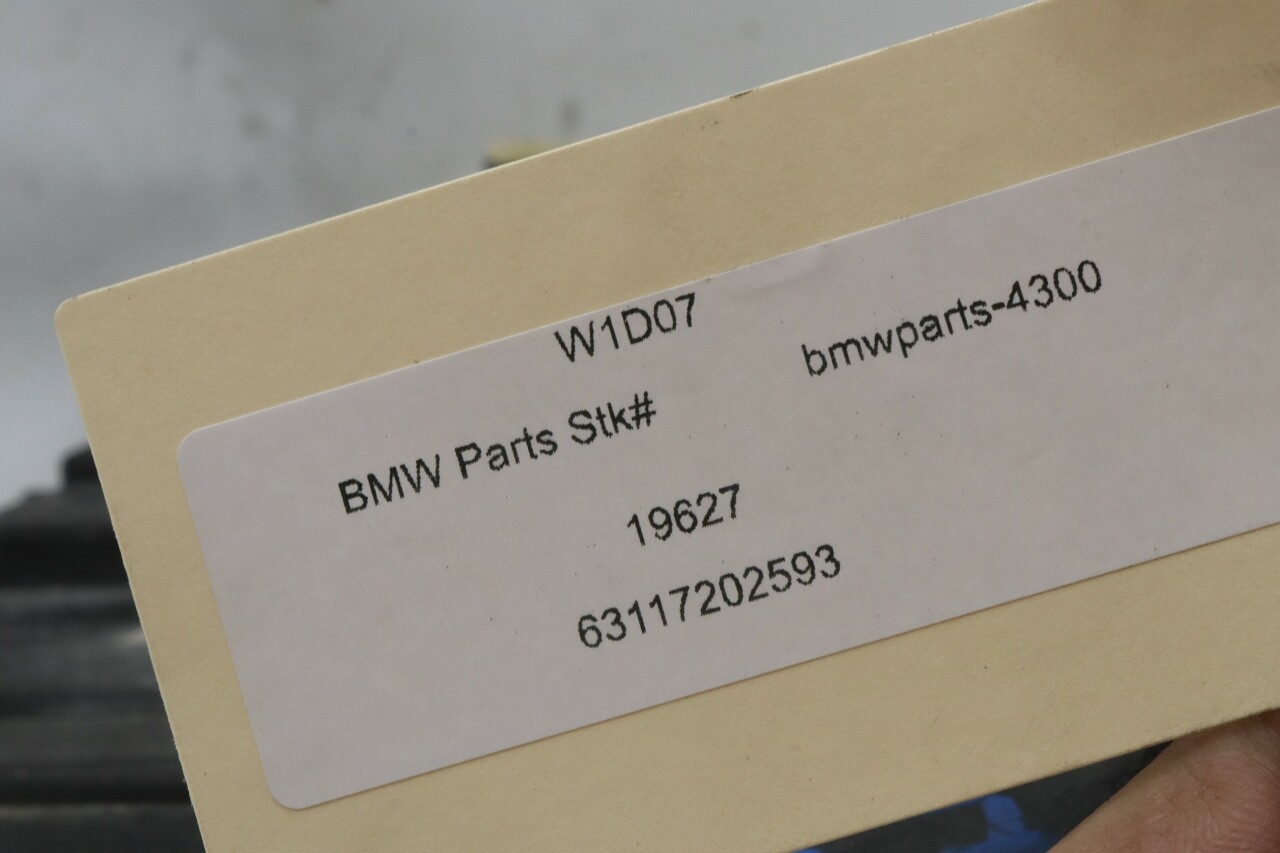 W1D07
bmwparts-4300
BMW Parts Stk#
19627
63117202593